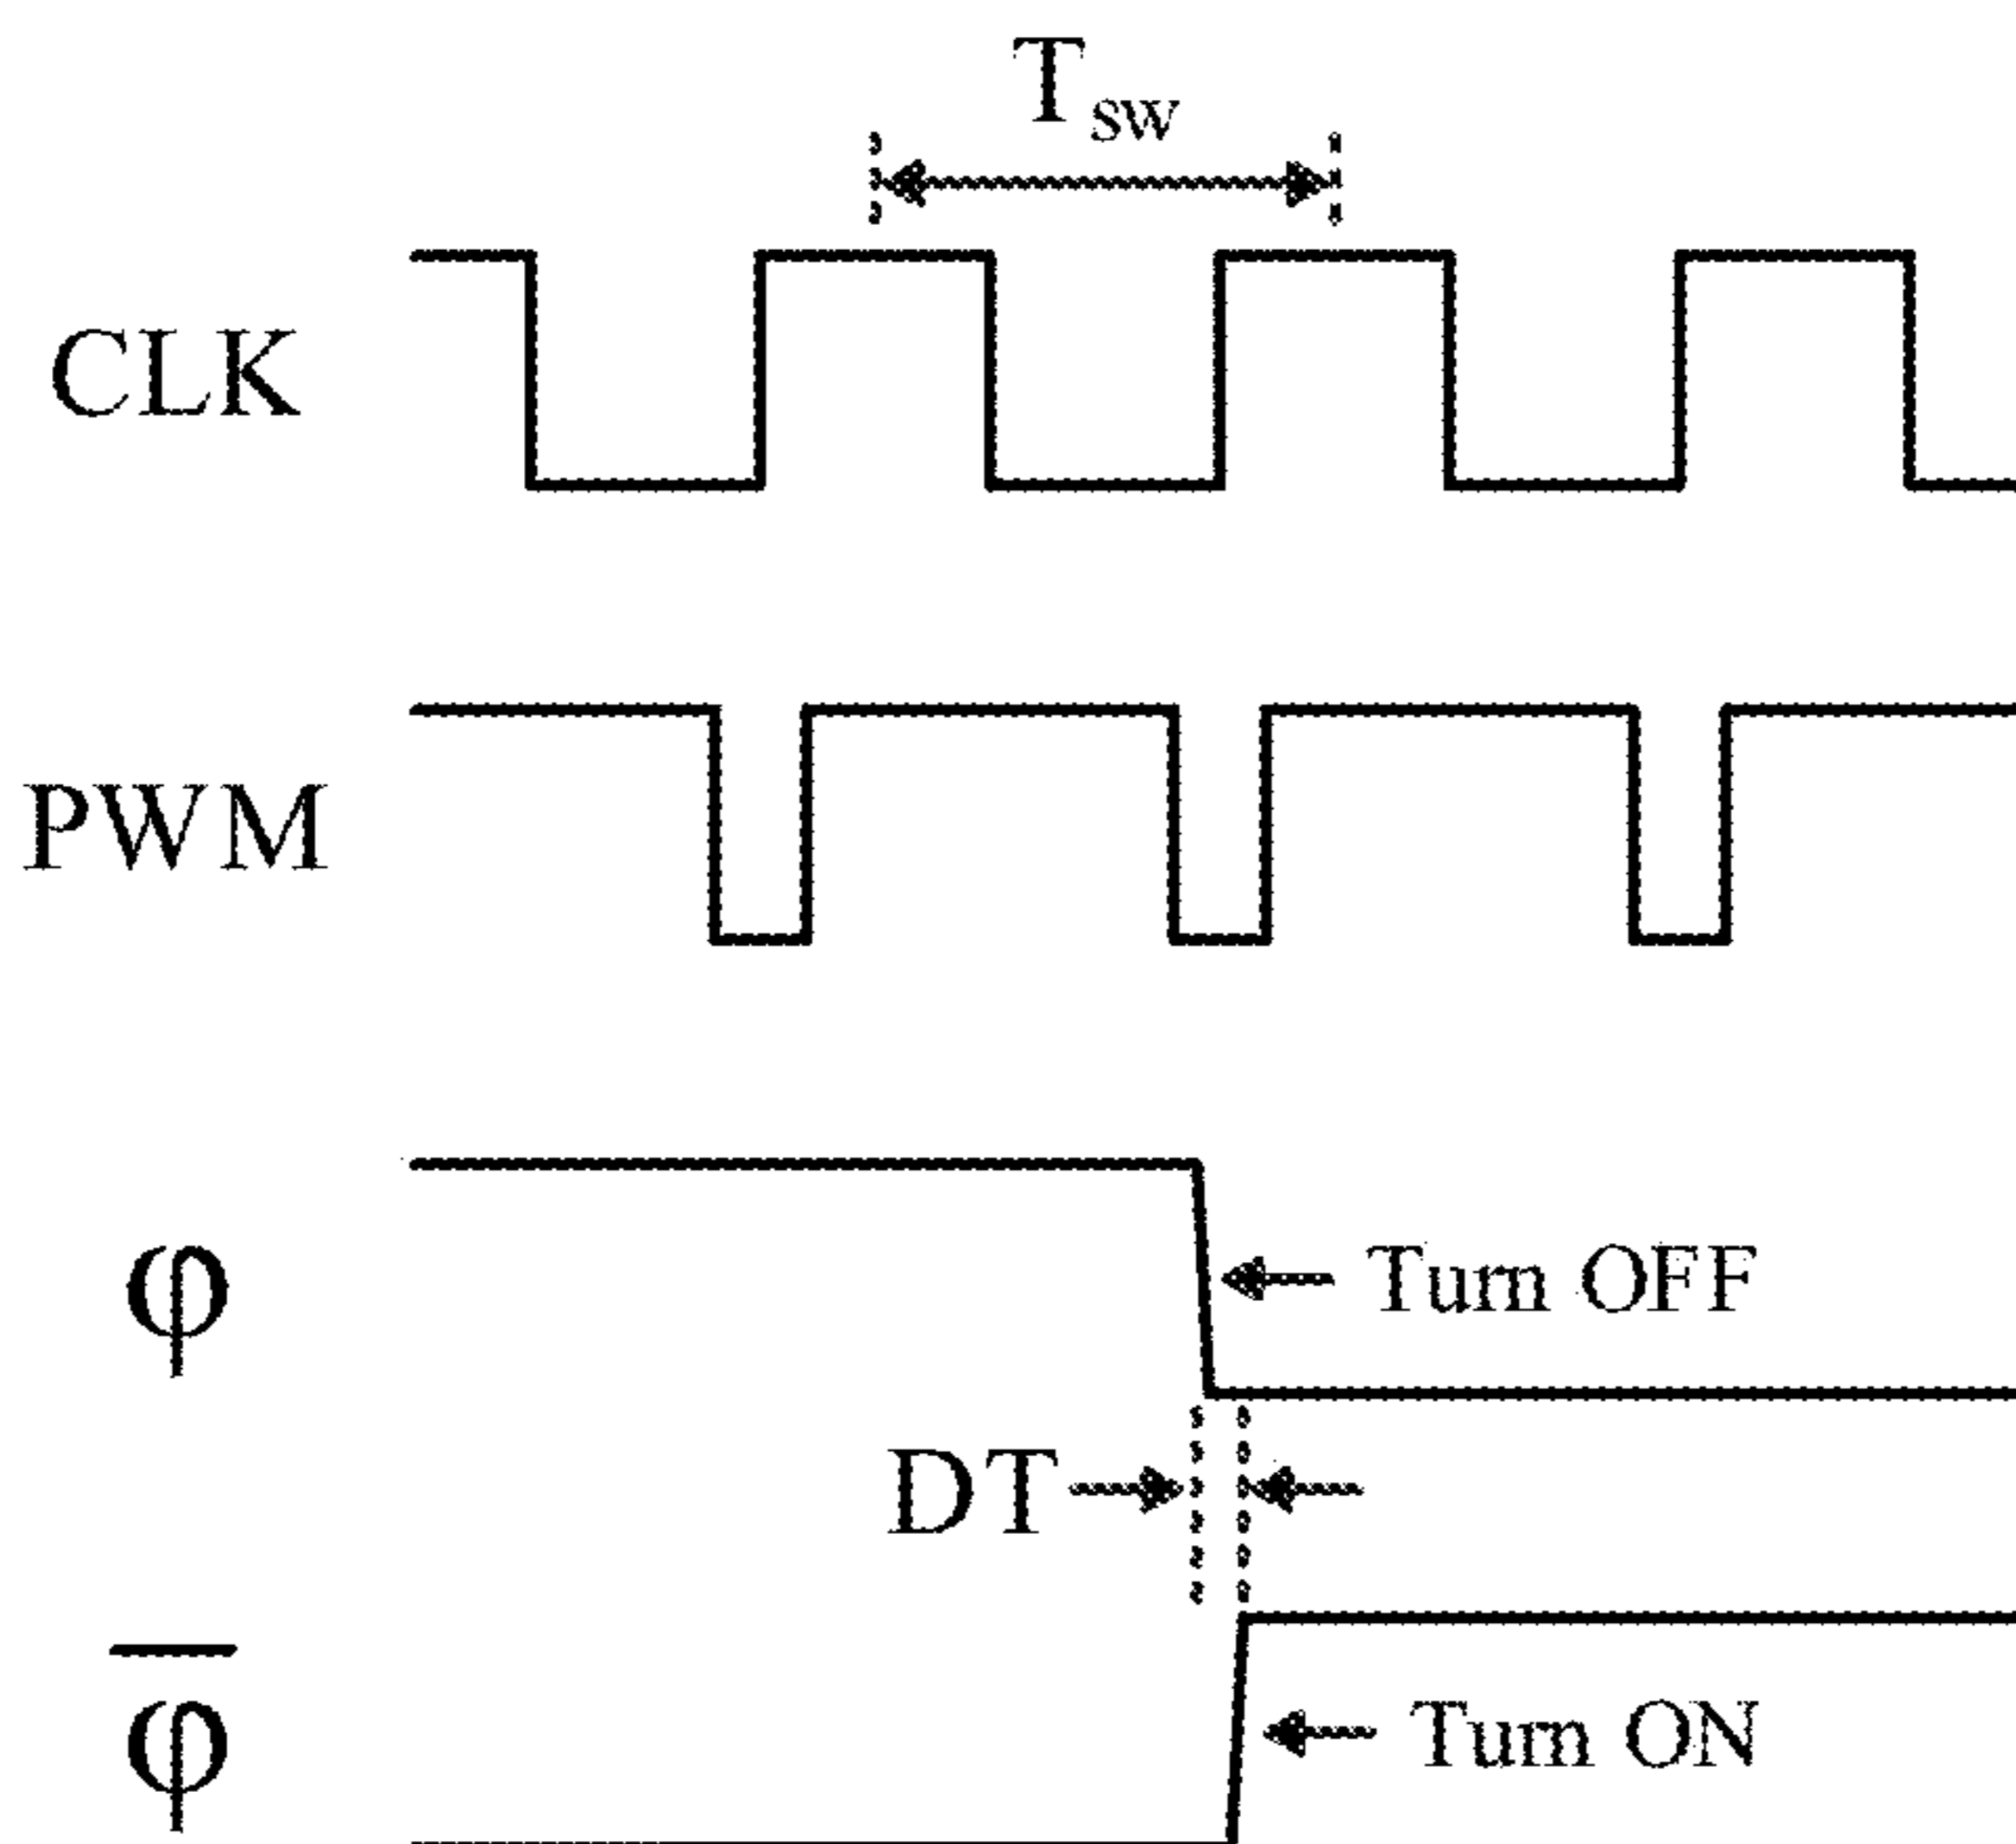 T_sw
CLK
PWM
φ
Turn OFF
DT
φ̅
Turn ON